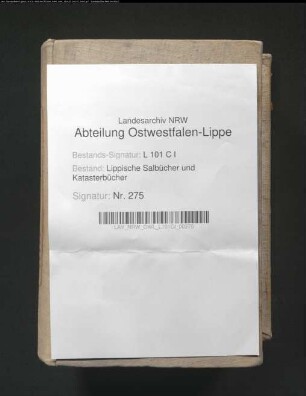 Landesarchiv NRW
Abteilung Ostwestfalen-Lippe
Bestands-Signatur: L 101 C I
Bestand: Lippische Salbücher und
Katasterbücher
Signatur: Nr. 275